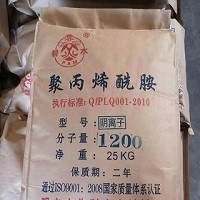 碧 水
聚丙烯酰胺
执行标准：Q/PLQ001-2010
型 号：阴离子
分子量：1200
净 重：25KG
保质期：二年
通过ISO9001：2008国家质量体系认证